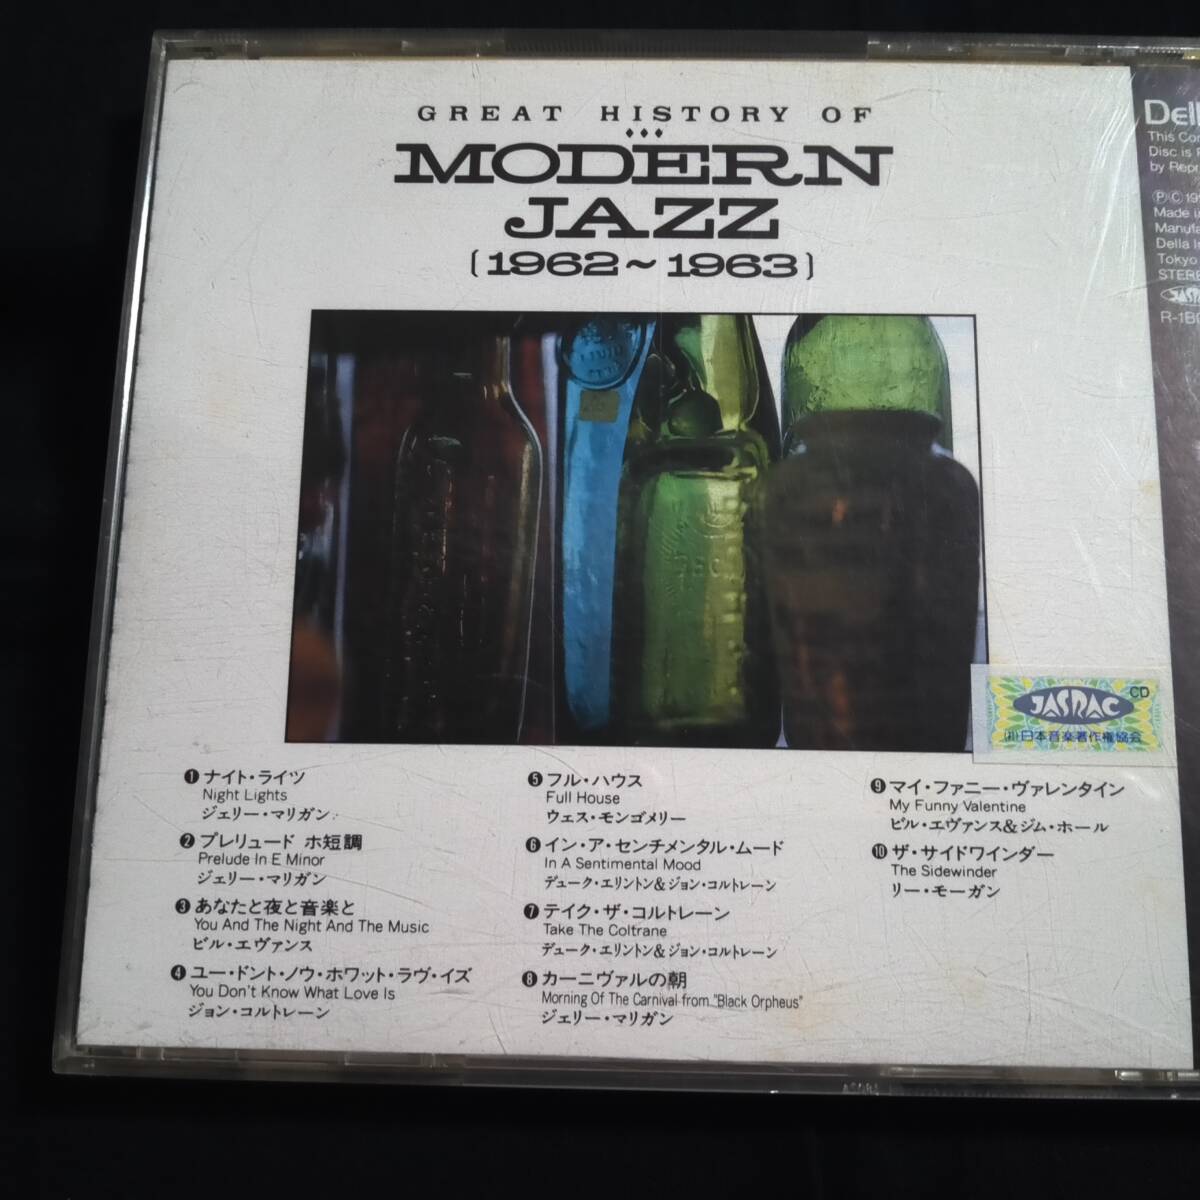 GREAT HISTORY OF
MODERN
JAZZ
(1962~1963)
❶ ナイト・ライツ
Night Lights
ジェリー・マリガン
❷ プレリュード ホ短調
Prelude In E Minor
ジェリー・マリガン
❸ あなたと夜と音楽と
You And The Night And The Music
ビル・エヴァンス
❹ ユー・ドント・ノウ・ホワット・ラヴ・イズ
You Don't Know What Love Is
ジョン・コルトレーン
❺ フル・ハウス
Full House
ウェス・モンゴメリー
❻ イン・ア・センチメンタル・ムード
In A Sentimental Mood
デューク・エリントン&ジョン・コルトレーン
❼ テイク・ザ・コルトレーン
Take The Coltrane
デューク・エリントン&ジョン・コルトレーン
❽ カーニヴァルの朝
Morning Of The Carnival from "Black Orpheus"
ジェリー・マリガン
❾ マイ・ファニー・ヴァレンタイン
My Funny Valentine
ビル・エヴァンス&ジム・ホール
❿ ザ・サイドワインダー
The Sidewinder
リー・モーガン
CD
JASRAC
(社)日本音楽著作権協会
Dell
This Co
Disc is
by Repr
Ⓟ Ⓒ 19
Made i
Manufa
Della I
Tokyo
STERE
R-1B